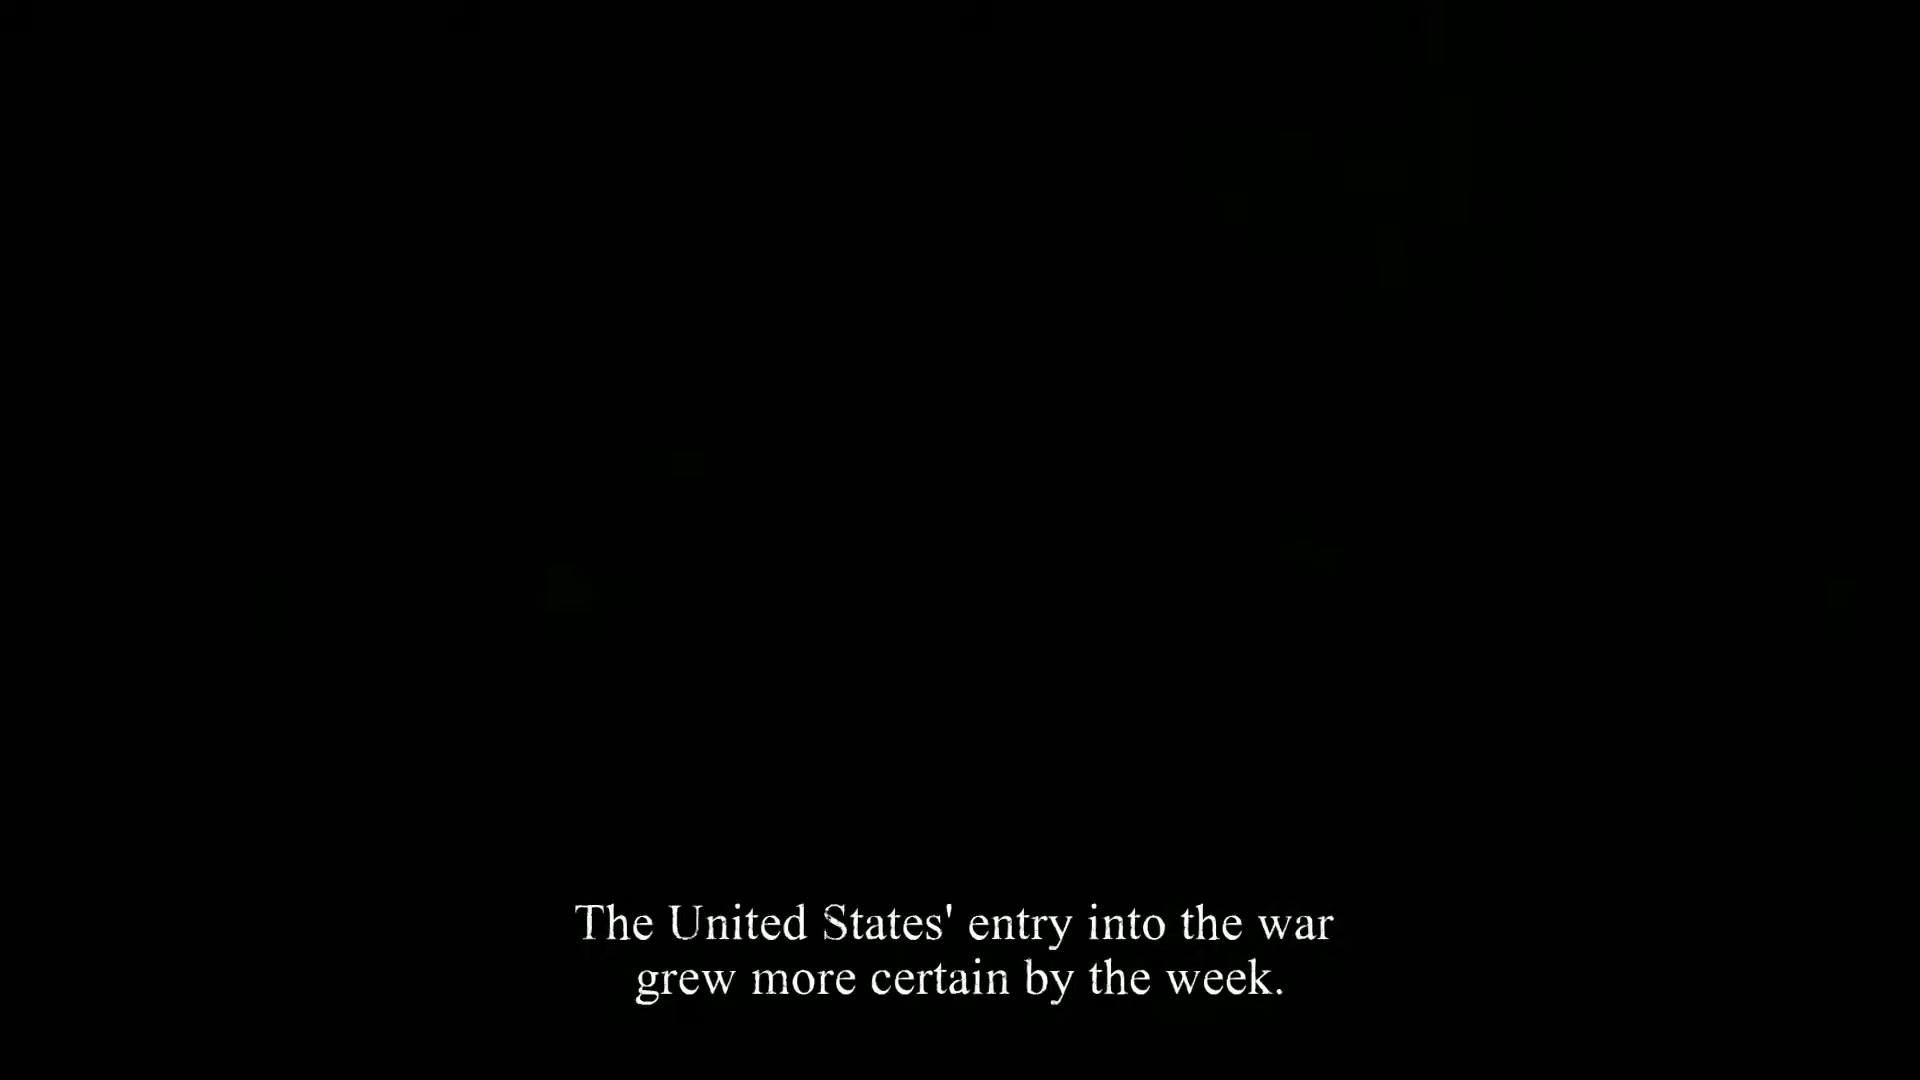 The United States' entry into the war
grew more certain by the week.